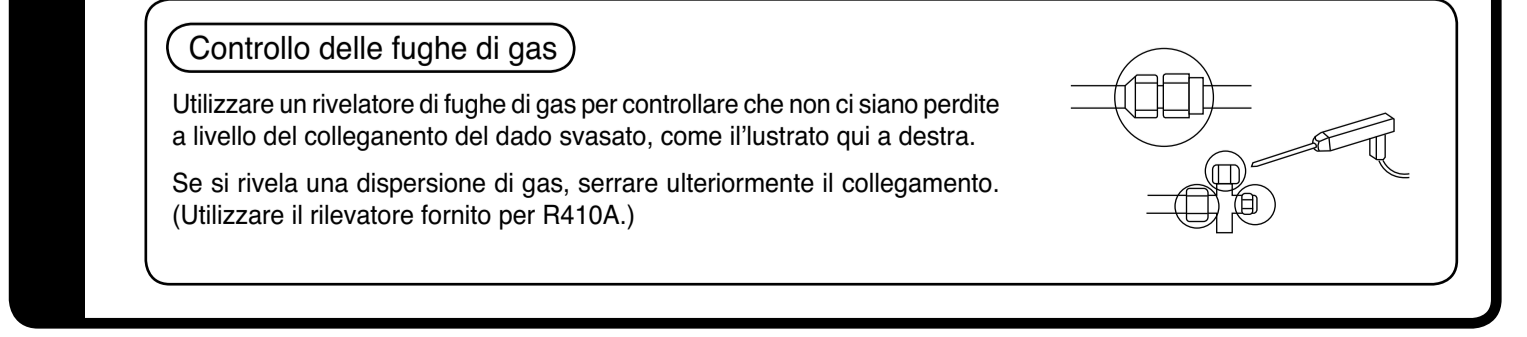 Controllo delle fughe di gas
Utilizzare un rivelatore di fughe di gas per controllare che non ci siano perdite
a livello del colleganento del dado svasato, come il'lustrato qui a destra.
Se si rivela una dispersione di gas, serrare ulteriormente il collegamento.
(Utilizzare il rilevatore fornito per R410A.)